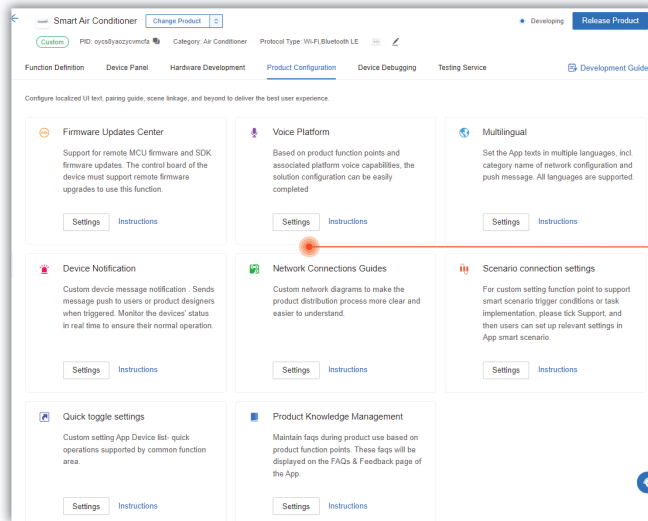 Smart Air Conditioner Change Product Developing Release Product
Custom PID: oycs8yaozycvmcfa Category: Air Conditioner Protocol Type: Wi-Fi,Bluetooth LE ...
Function Definition Device Panel Hardware Development Product Configuration Device Debugging Testing Service Development Guide
Configure localized UI text, pairing guide, scene linkage, and beyond to deliver the best user experience.
Firmware Updates Center
Support for remote MCU firmware and SDK
firmware updates. The control board of the
device must support remote firmware
upgrades to use this function.
Settings Instructions
Voice Platform
Based on product function points and
associated platform voice capabilities, the
solution configuration can be easily
completed
Settings Instructions
Multilingual
Set the App texts in multiple languages, incl.
category name of network configuration and
push message. All languages are supported.
Settings Instructions
Device Notification
Custom devcie message notification . Sends
message push to users or product designers
when triggered. Monitor the devices' status
in real time to ensure their normal operation.
Settings Instructions
Network Connections Guides
Custom network diagrams to make the
product distribution process more clear and
easier to understand.
Settings Instructions
Scenario connection settings
For custom setting function point to support
smart scenario trigger conditions or task
implementation, please tick Support, and
then users can set up relevant settings in
App smart scenario.
Settings Instructions
Quick toggle settings
Custom setting App Device list- quick
operations supported by common function
area.
Settings Instructions
Product Knowledge Management
Maintain faqs during product use based on
product function points. These faqs will be
displayed on the FAQs & Feedback page of
the App.
Settings Instructions